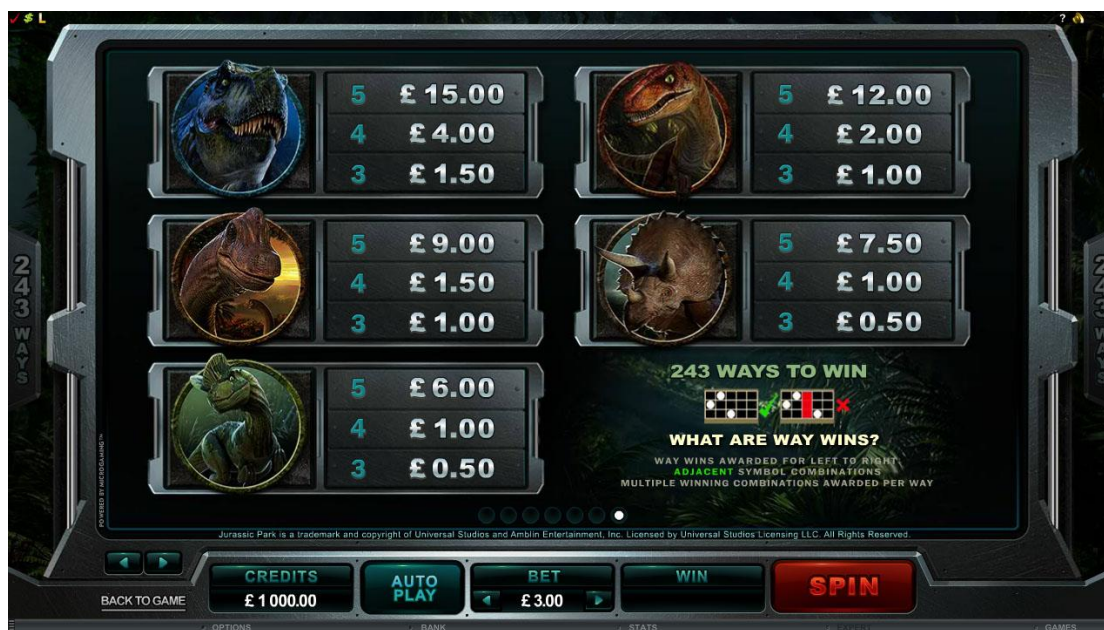 L
?
5 £ 15.00
4 £ 4.00
3 £ 1.50
5 £ 12.00
4 £ 2.00
3 £ 1.00
5 £ 9.00
4 £ 1.50
3 £ 1.00
5 £ 7.50
4 £ 1.00
3 £ 0.50
5 £ 6.00
4 £ 1.00
3 £ 0.50
243 WAYS TO WIN
WHAT ARE WAY WINS?
WAY WINS AWARDED FOR LEFT TO RIGHT
ADJACENT SYMBOL COMBINATIONS
MULTIPLE WINNING COMBINATIONS AWARDED PER WAY
243 WAYS
243 WAYS
POWERED BY MICROGAMING™
Jurassic Park is a trademark and copyright of Universal Studios and Amblin Entertainment, Inc. Licensed by Universal Studios Licensing LLC. All Rights Reserved.
BACK TO GAME
CREDITS
£ 1 000.00
AUTO
PLAY
BET
£ 3.00
WIN
SPIN
OPTIONS BANK STATS EXPERT GAMES